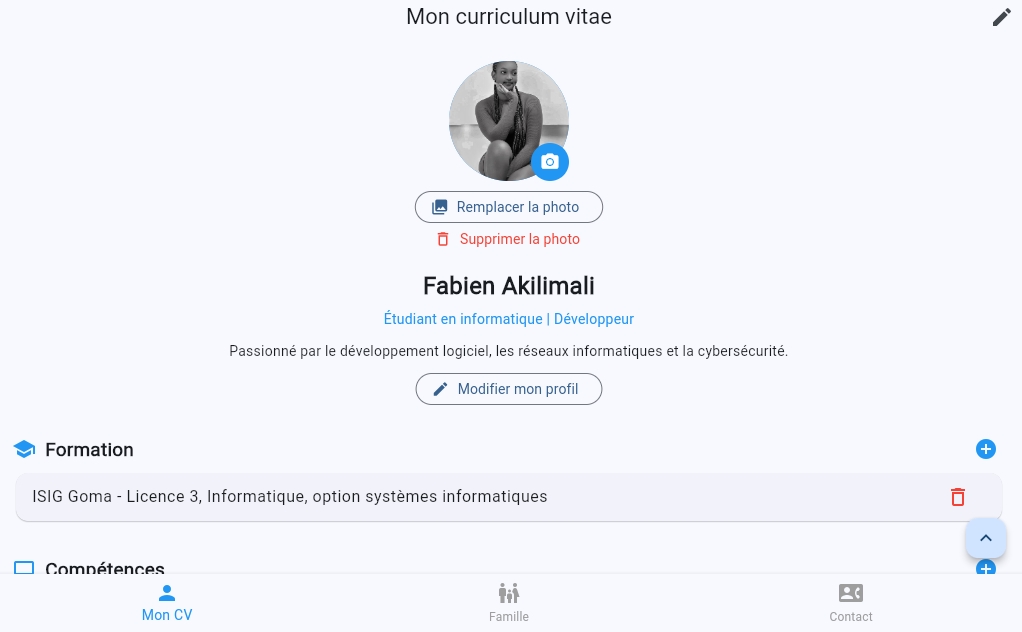 Mon curriculum vitae
Remplacer la photo
Supprimer la photo
Fabien Akilimali
Étudiant en informatique | Développeur
Passionné par le développement logiciel, les réseaux informatiques et la cybersécurité.
Modifier mon profil
Formation
ISIG Goma - Licence 3, Informatique, option systèmes informatiques
Compétences
Mon CV
Famille
Contact